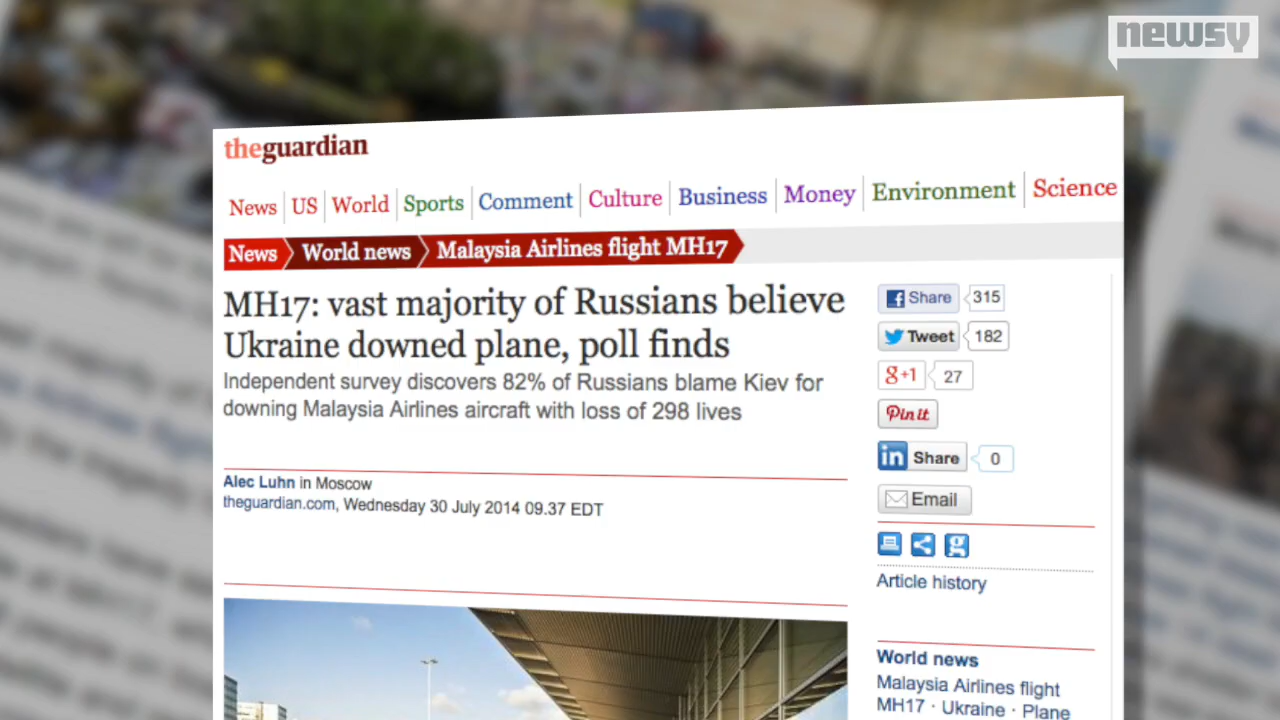 newsy
theguardian
News US World Sports Comment Culture Business Money Environment Science
News World news Malaysia Airlines flight MH17
MH17: vast majority of Russians believe
Ukraine downed plane, poll finds
Independent survey discovers 82% of Russians blame Kiev for
downing Malaysia Airlines aircraft with loss of 298 lives
Alec Luhn in Moscow
theguardian.com, Wednesday 30 July 2014 09.37 EDT
Share 315
Tweet 182
g+1 27
Pin it
in Share 0
Email
g
Article history
World news
Malaysia Airlines flight
MH17 · Ukraine · Plane